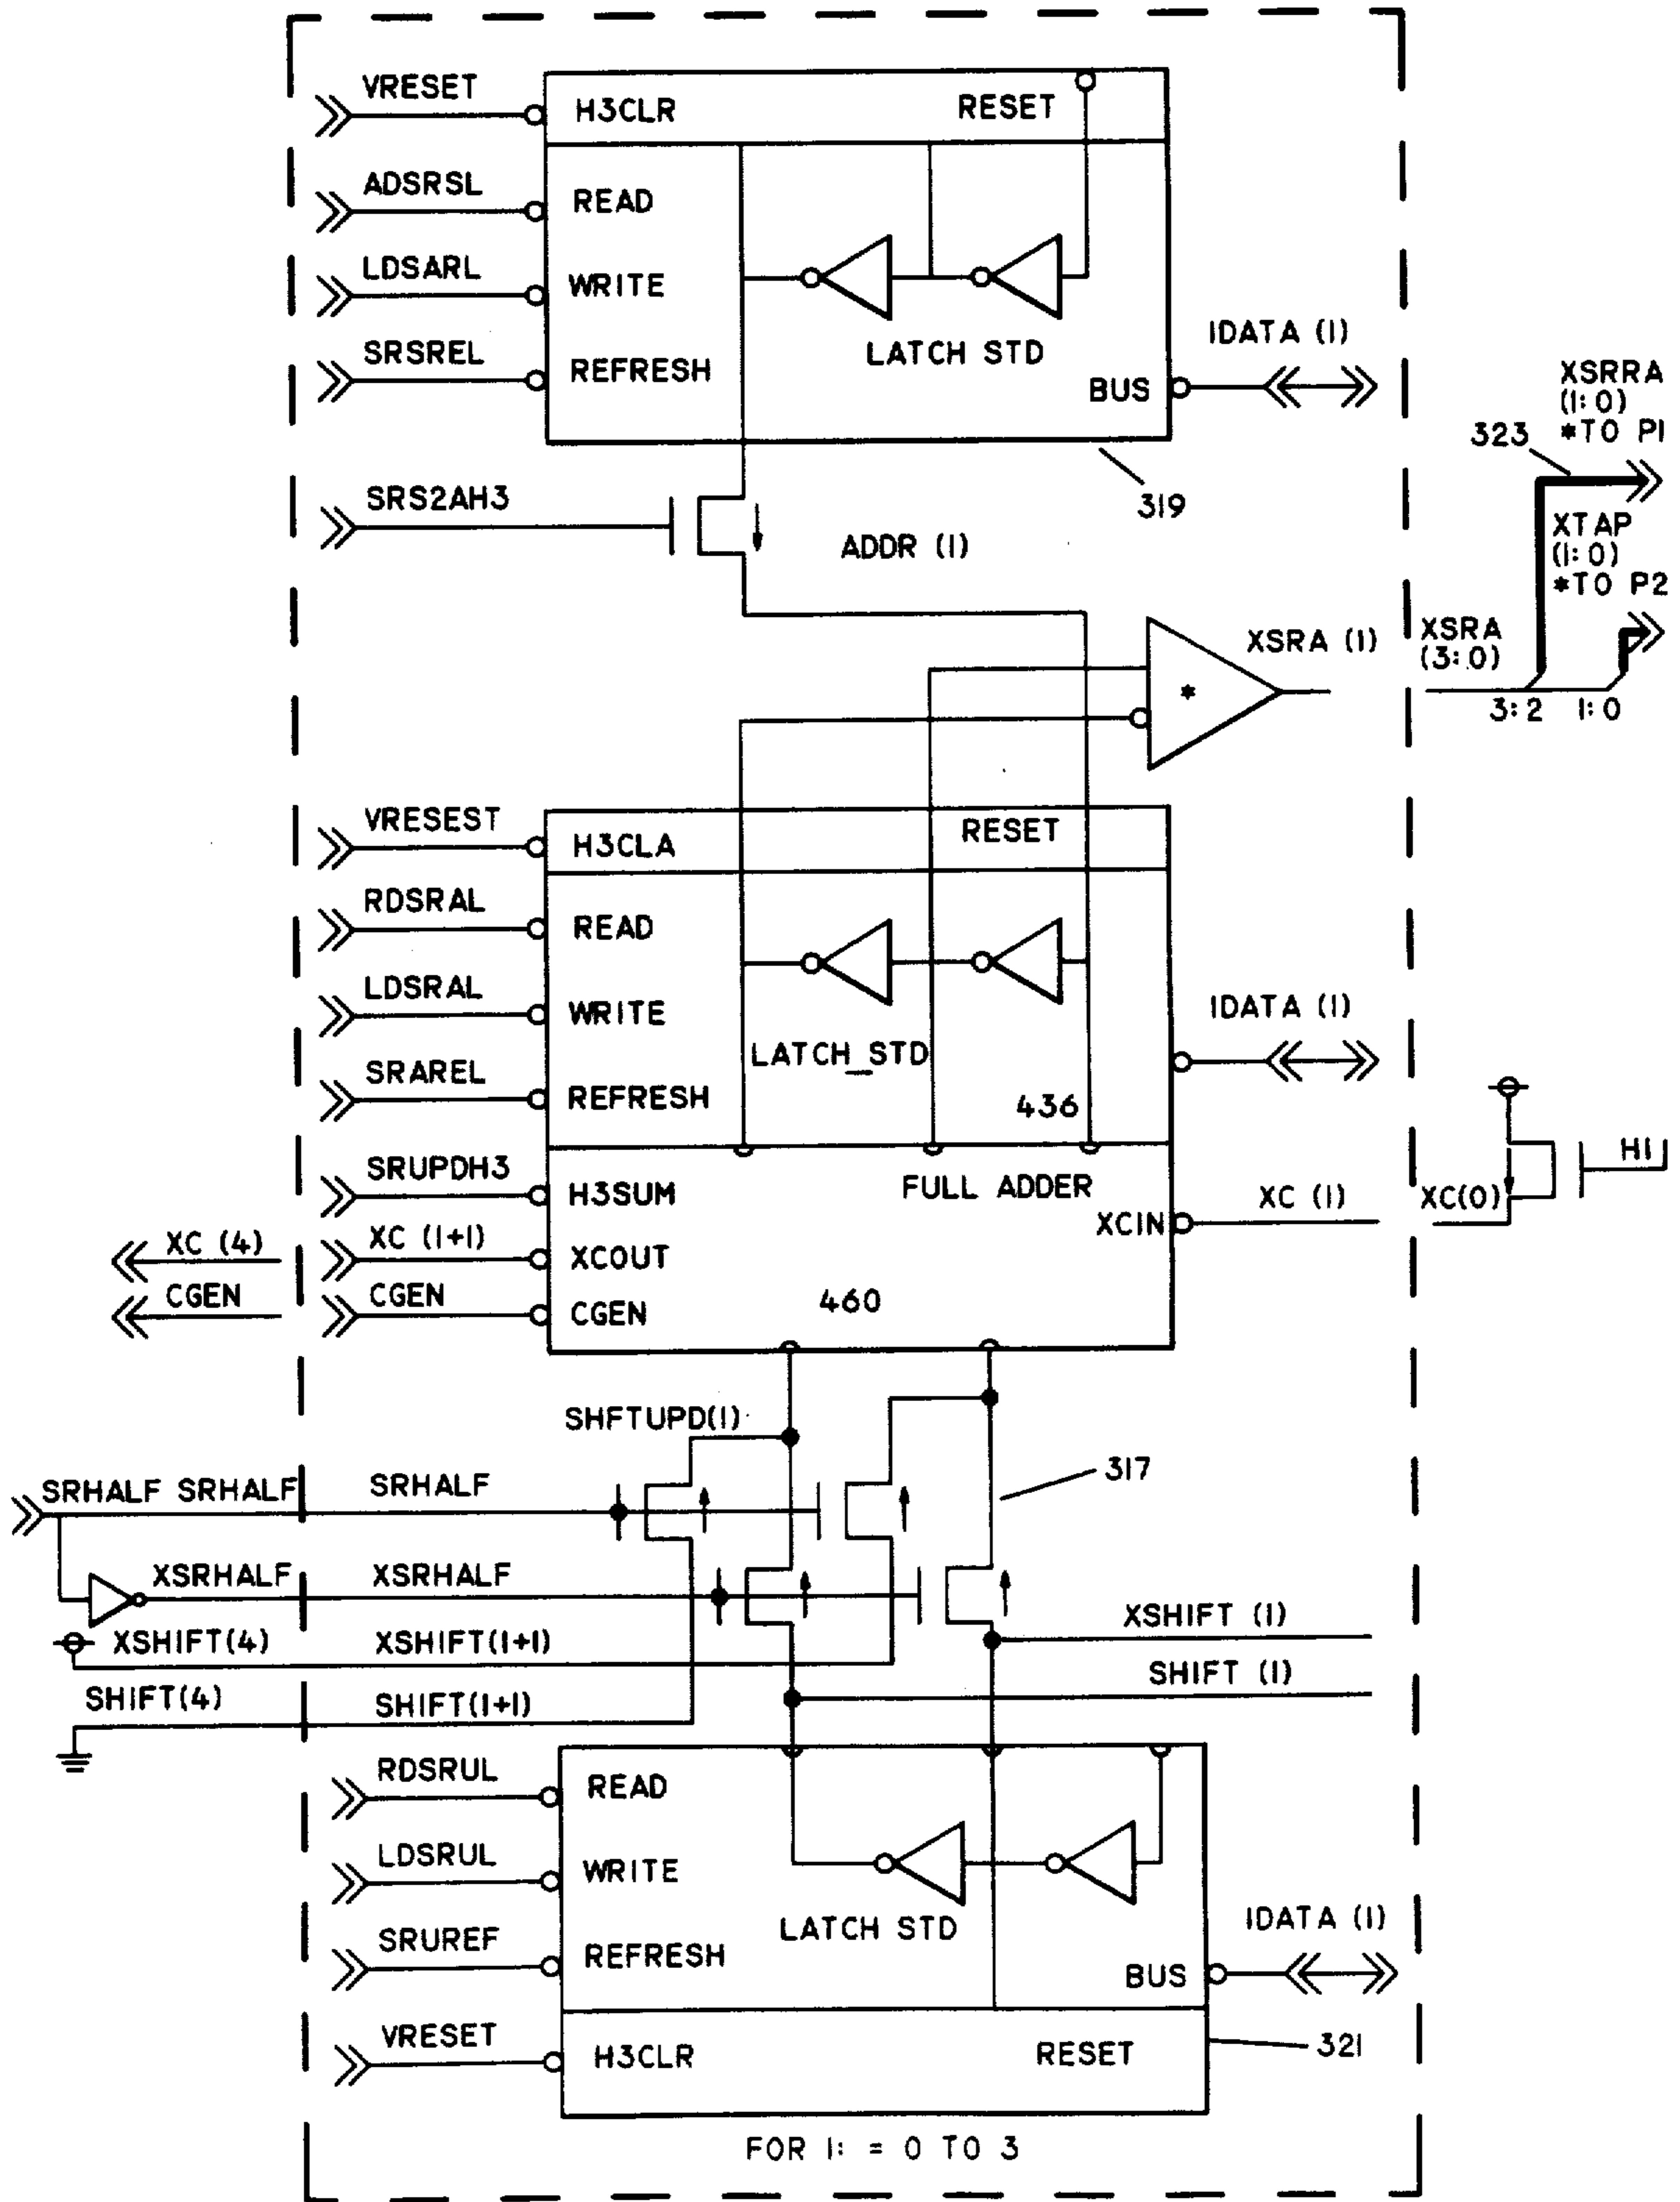 VRESET
H3CLR
RESET
ADSRSL
READ
LDSARL
WRITE
SRSREL
REFRESH
LATCH STD
BUS
IDATA (I)
319
SRS2AH3
ADDR (I)
XSRRA
(I:0)
*TO P1
323
XTAP
(I:0)
*TO P2
XSRA (I)
XSRA
(3:0)
3:2
I:0
*
VRESEST
H3CLA
RESET
RDSRAL
READ
LDSRAL
WRITE
LATCH_STD
SRAREL
REFRESH
436
IDATA (I)
SRUPDH3
H3SUM
FULL ADDER
XC (4)
XC (I+I)
XCOUT
XCIN
XC (I)
XC(0)
HI
CGEN
CGEN
CGEN
460
SHFTUPD(I)
317
SRHALF SRHALF
SRHALF
XSRHALF
XSRHALF
XSHIFT(4)
XSHIFT(I+I)
XSHIFT (I)
SHIFT(4)
SHIFT(I+I)
SHIFT (I)
RDSRUL
READ
LDSRUL
WRITE
LATCH STD
SRUREF
REFRESH
BUS
IDATA (I)
VRESET
H3CLR
RESET
321
FOR I: = 0 TO 3